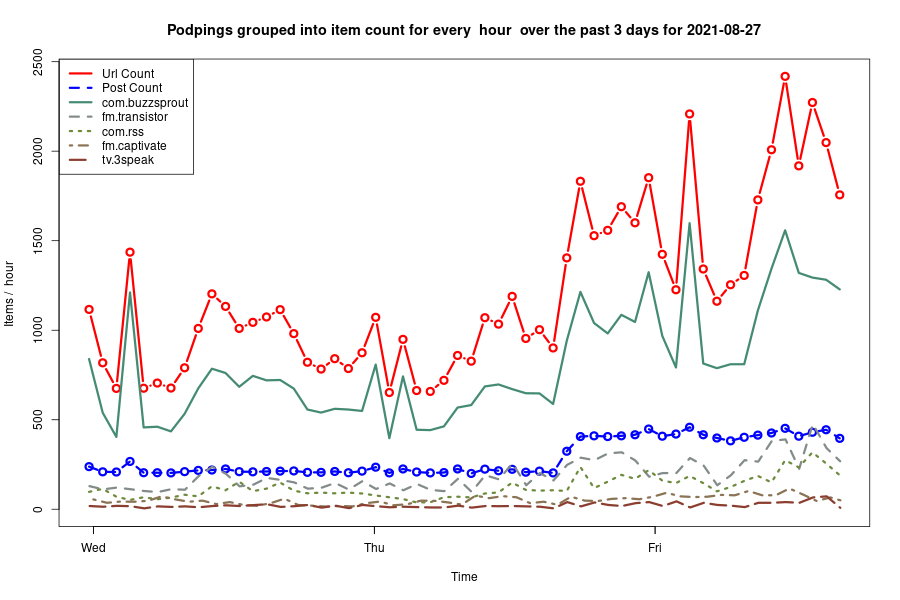 Podpings grouped into item count for every  hour  over the past 3 days for 2021-08-27
Url Count
Post Count
com.buzzsprout
fm.transistor
com.rss
fm.captivate
tv.3speak
2500
2000
1500
1000
500
0
Items /  hour
Wed Thu Fri
Time